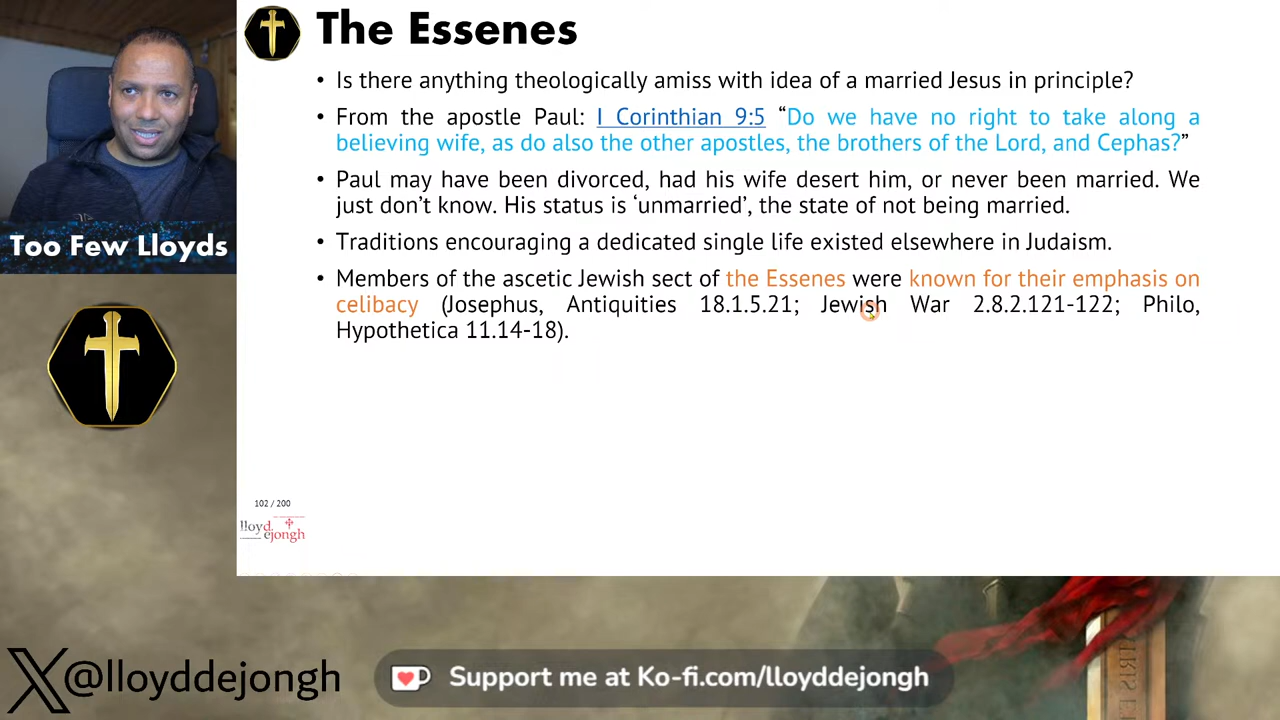 The Essenes
• Is there anything theologically amiss with idea of a married Jesus in principle?
• From the apostle Paul: I Corinthian 9:5 “Do we have no right to take along a
believing wife, as do also the other apostles, the brothers of the Lord, and Cephas?”
• Paul may have been divorced, had his wife desert him, or never been married. We
just don’t know. His status is ‘unmarried’, the state of not being married.
• Traditions encouraging a dedicated single life existed elsewhere in Judaism.
• Members of the ascetic Jewish sect of the Essenes were known for their emphasis on
celibacy (Josephus, Antiquities 18.1.5.21; Jewish War 2.8.2.121-122; Philo,
Hypothetica 11.14-18).
Too Few Lloyds
102 / 200
lloyd
ejongh
X@lloyddejongh
Support me at Ko-fi.com/lloyddejongh